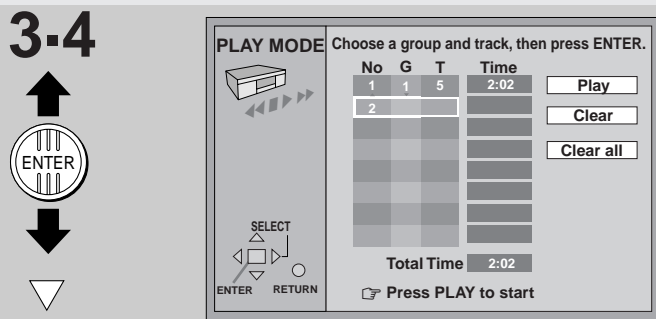 3-4
ENTER
PLAY MODE
Choose a group and track, then press ENTER.
No G T Time
1 1 5 2:02
2
Play
Clear
Clear all
SELECT
ENTER RETURN
Total Time 2:02
☞ Press PLAY to start